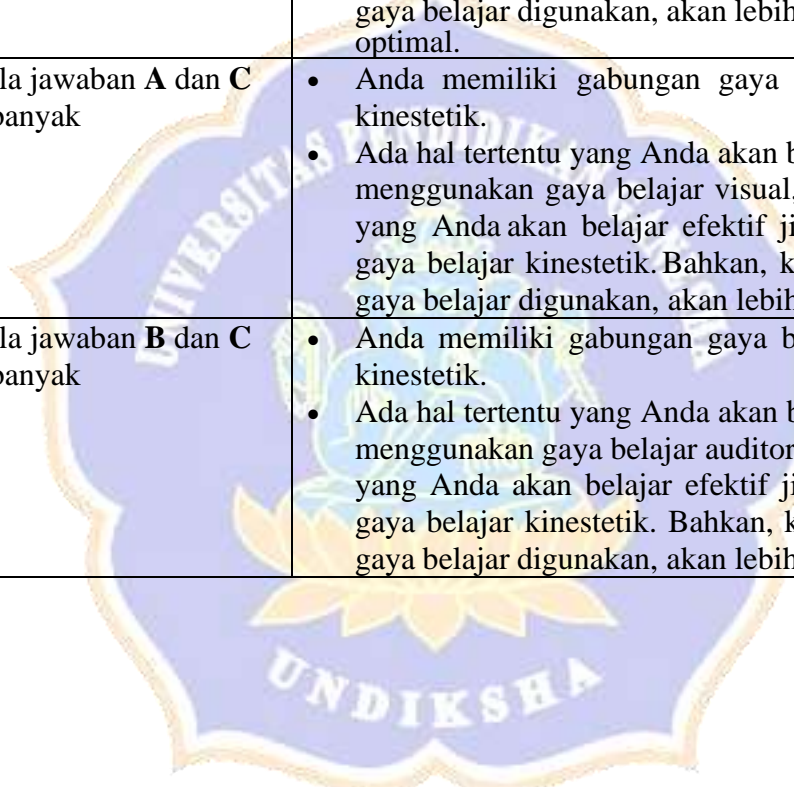 gaya belajar digunakan, akan lebih
optimal.
la jawaban A dan C
banyak
• Anda memiliki gabungan gaya
kinestetik.
• Ada hal tertentu yang Anda akan b
menggunakan gaya belajar visual,
yang Anda akan belajar efektif ji
gaya belajar kinestetik. Bahkan, k
gaya belajar digunakan, akan lebih
la jawaban B dan C
banyak
• Anda memiliki gabungan gaya b
kinestetik.
• Ada hal tertentu yang Anda akan b
menggunakan gaya belajar auditor
yang Anda akan belajar efektif ji
gaya belajar kinestetik. Bahkan, k
gaya belajar digunakan, akan lebih
UNIVERSITAS PENDIDIKAN GANESHA
UNDIKSHA